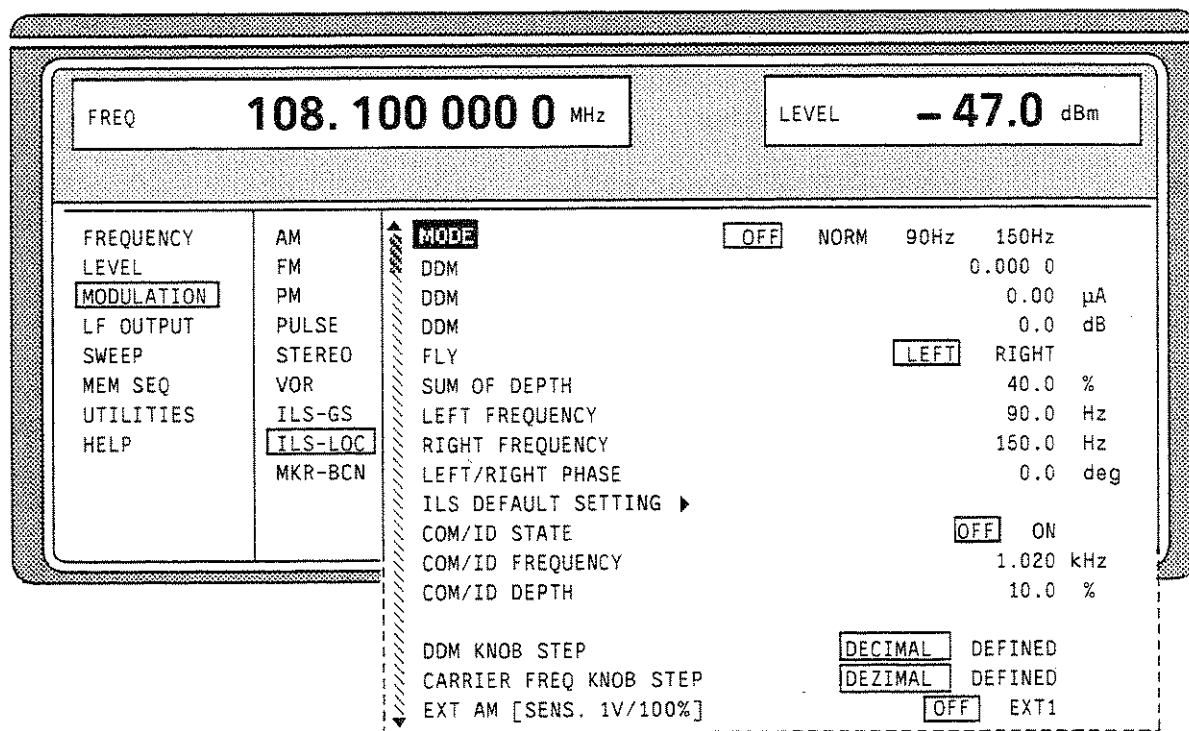 FREQ 108. 100 000 0 MHz LEVEL – 47.0 dBm
FREQUENCY
LEVEL
MODULATION
LF OUTPUT
SWEEP
MEM SEQ
UTILITIES
HELP
AM
FM
PM
PULSE
STEREO
VOR
ILS-GS
ILS-LOC
MKR-BCN
MODE OFF NORM 90Hz 150Hz
DDM 0.000 0
DDM 0.00 µA
DDM 0.0 dB
FLY LEFT RIGHT
SUM OF DEPTH 40.0 %
LEFT FREQUENCY 90.0 Hz
RIGHT FREQUENCY 150.0 Hz
LEFT/RIGHT PHASE 0.0 deg
ILS DEFAULT SETTING ▶
COM/ID STATE OFF ON
COM/ID FREQUENCY 1.020 kHz
COM/ID DEPTH 10.0 %
DDM KNOB STEP DECIMAL DEFINED
CARRIER FREQ KNOB STEP DEZIMAL DEFINED
EXT AM [SENS. 1V/100%] OFF EXT1